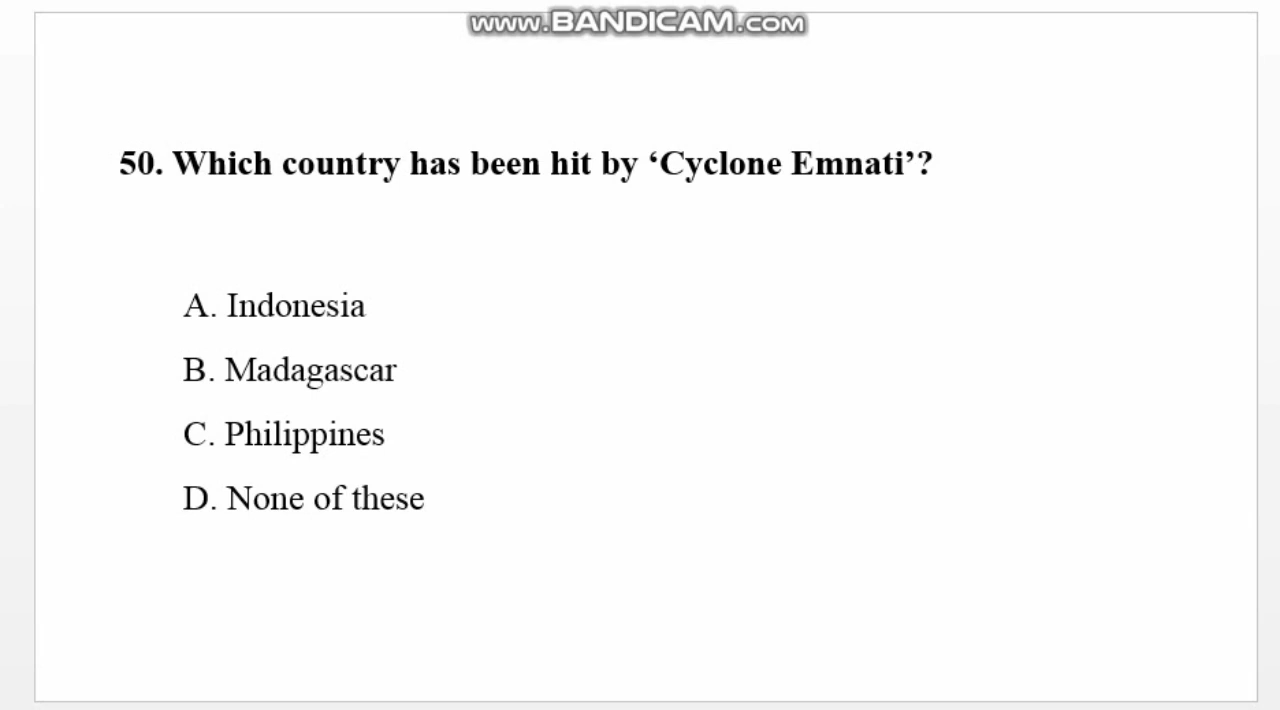 www.BANDICAM.com
50. Which country has been hit by ‘Cyclone Emnati’?
A. Indonesia
B. Madagascar
C. Philippines
D. None of these